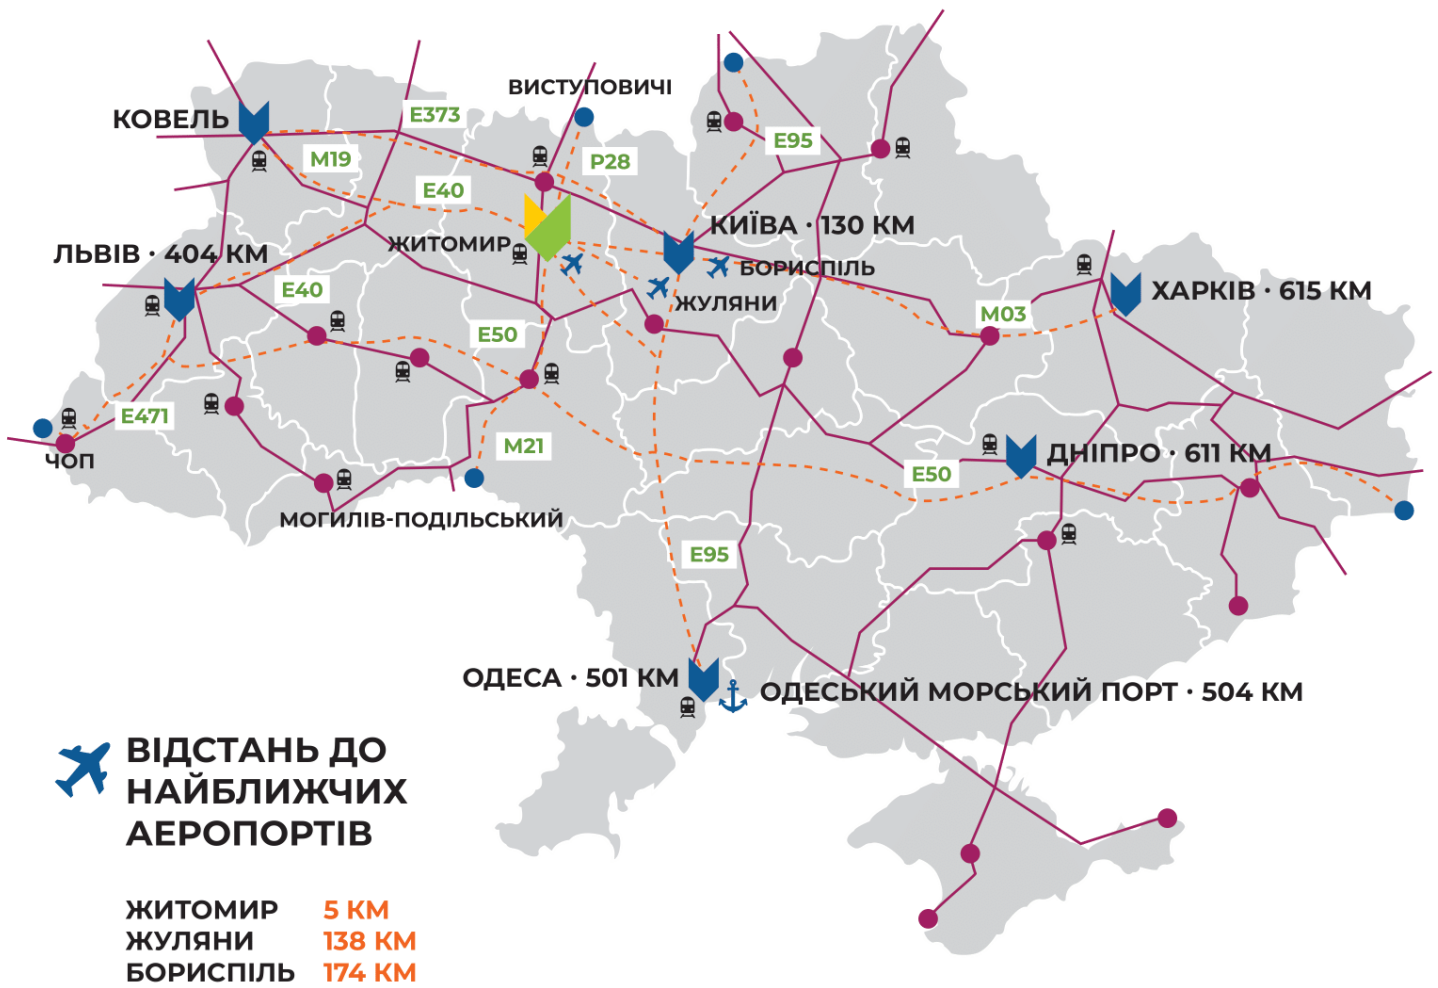 ВИСТУПОВИЧІ
КОВЕЛЬ
E373
E95
M19
P28
E40
КИЇВА · 130 КМ
ЖИТОМИР
ЛЬВІВ · 404 КМ
БОРИСПІЛЬ
E40
ЖУЛЯНИ
ХАРКІВ · 615 КМ
M03
E50
E471
M21
ДНІПРО · 611 КМ
ЧОП
E50
МОГИЛІВ-ПОДІЛЬСЬКИЙ
E95
ОДЕСА · 501 КМ
ОДЕСЬКИЙ МОРСЬКИЙ ПОРТ · 504 КМ
ВІДСТАНЬ ДО
НАЙБЛИЖЧИХ
АЕРОПОРТІВ
ЖИТОМИР 5 КМ
ЖУЛЯНИ 138 КМ
БОРИСПІЛЬ 174 КМ